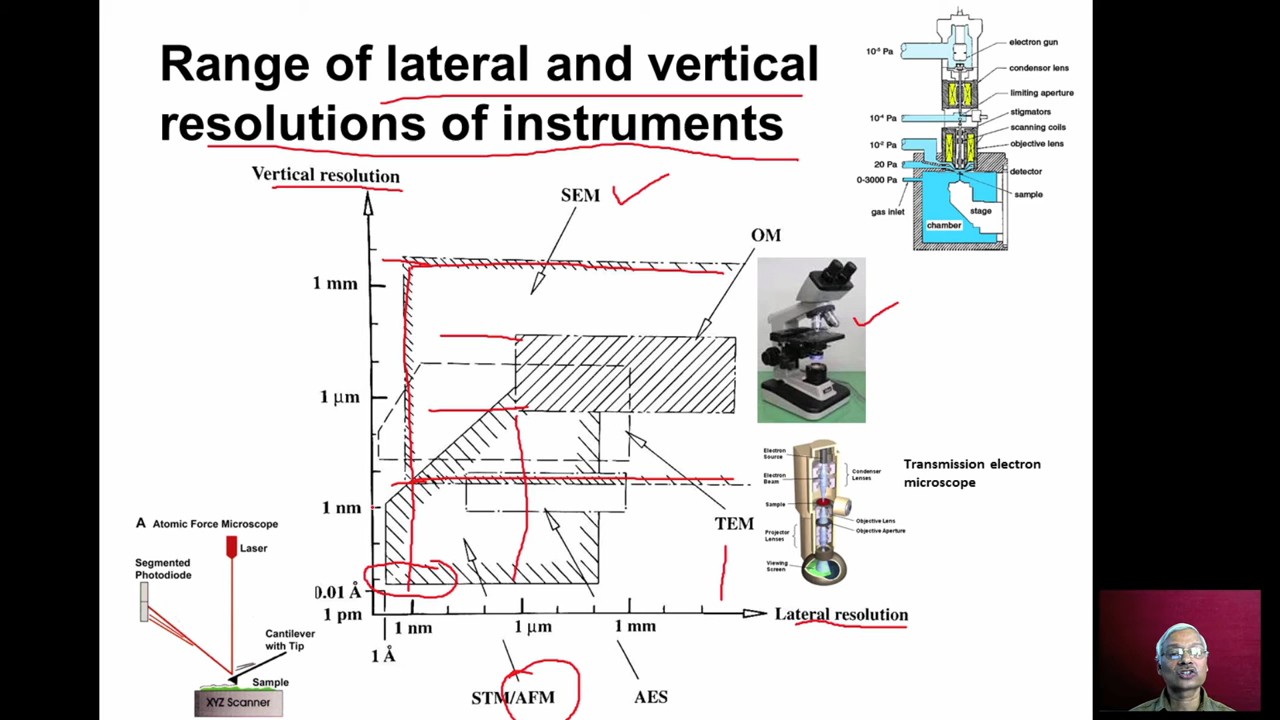 Range of lateral and vertical
resolutions of instruments
Vertical resolution
SEM
OM
1 mm
1 μm
1 nm
0.01 Å
1 pm
1 nm
1 μm
1 mm
1 Å
Lateral resolution
TEM
STM/AFM
AES
10⁻⁵ Pa
10⁻⁴ Pa
10⁻² Pa
20 Pa
0-3000 Pa
gas inlet
electron gun
condensor lens
limiting aperture
stigmators
scanning coils
objective lens
detector
sample
stage
chamber
Electron
Source
Electron
Beam
Sample
Projector
Lenses
Viewing
Screen
Condenser
Lenses
Objective Lens
Objective Aperture
Transmission electron
microscope
A Atomic Force Microscope
Laser
Segmented
Photodiode
Cantilever
with Tip
Sample
XYZ Scanner